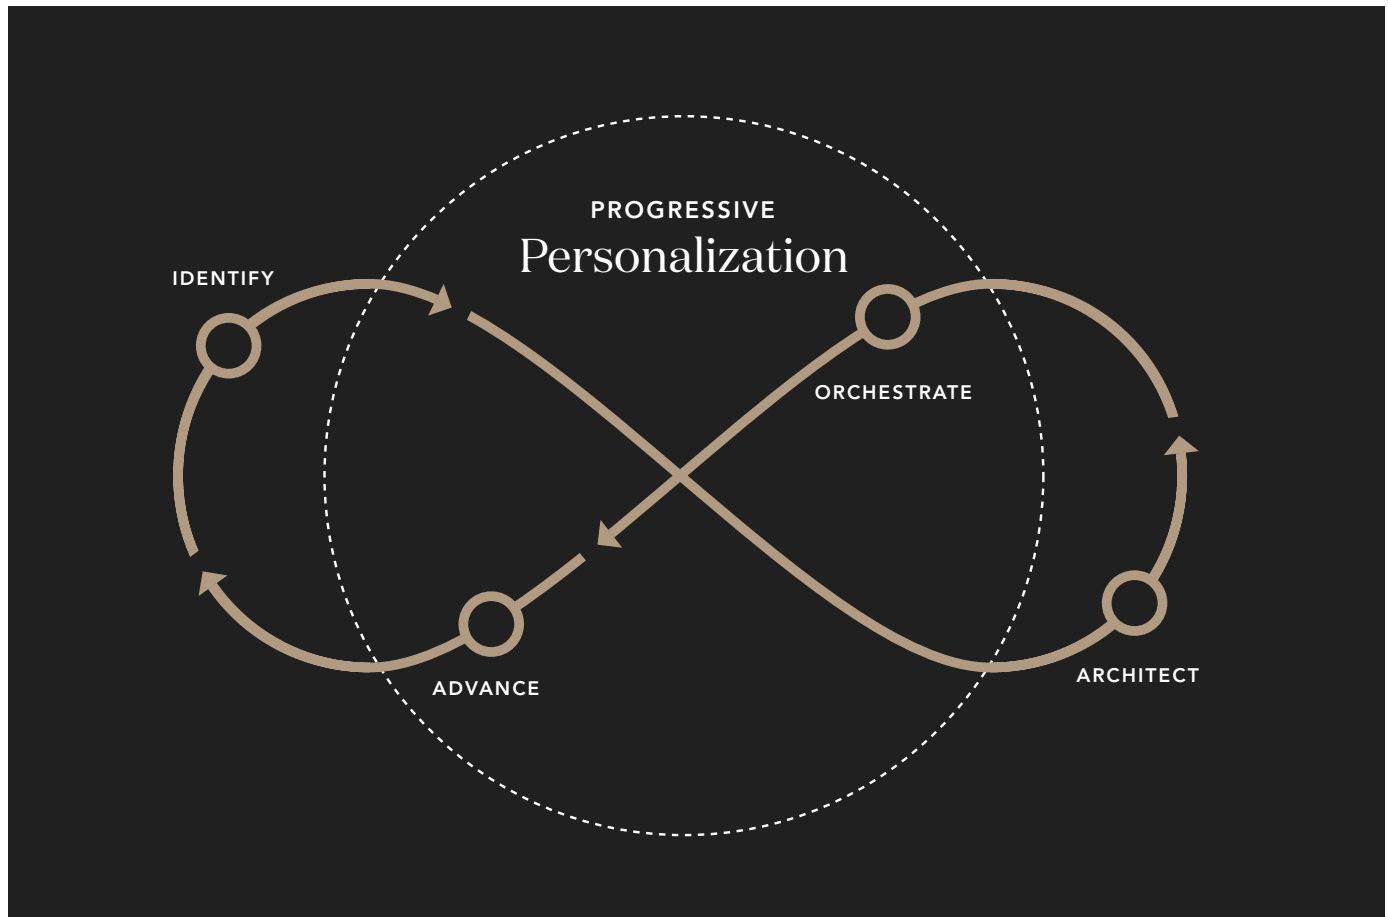 PROGRESSIVE
Personalization
IDENTIFY
ORCHESTRATE
ARCHITECT
ADVANCE